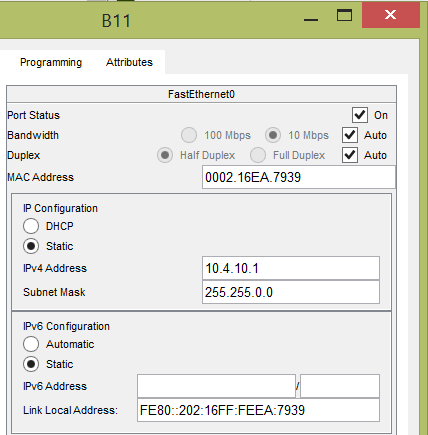 B11
Programming Attributes
FastEthernet0
Port Status On
Bandwidth 100 Mbps 10 Mbps Auto
Duplex Half Duplex Full Duplex Auto
MAC Address 0002.16EA.7939
IP Configuration
DHCP
Static
IPv4 Address 10.4.10.1
Subnet Mask 255.255.0.0
IPv6 Configuration
Automatic
Static
IPv6 Address /
Link Local Address: FE80::202:16FF:FEEA:7939